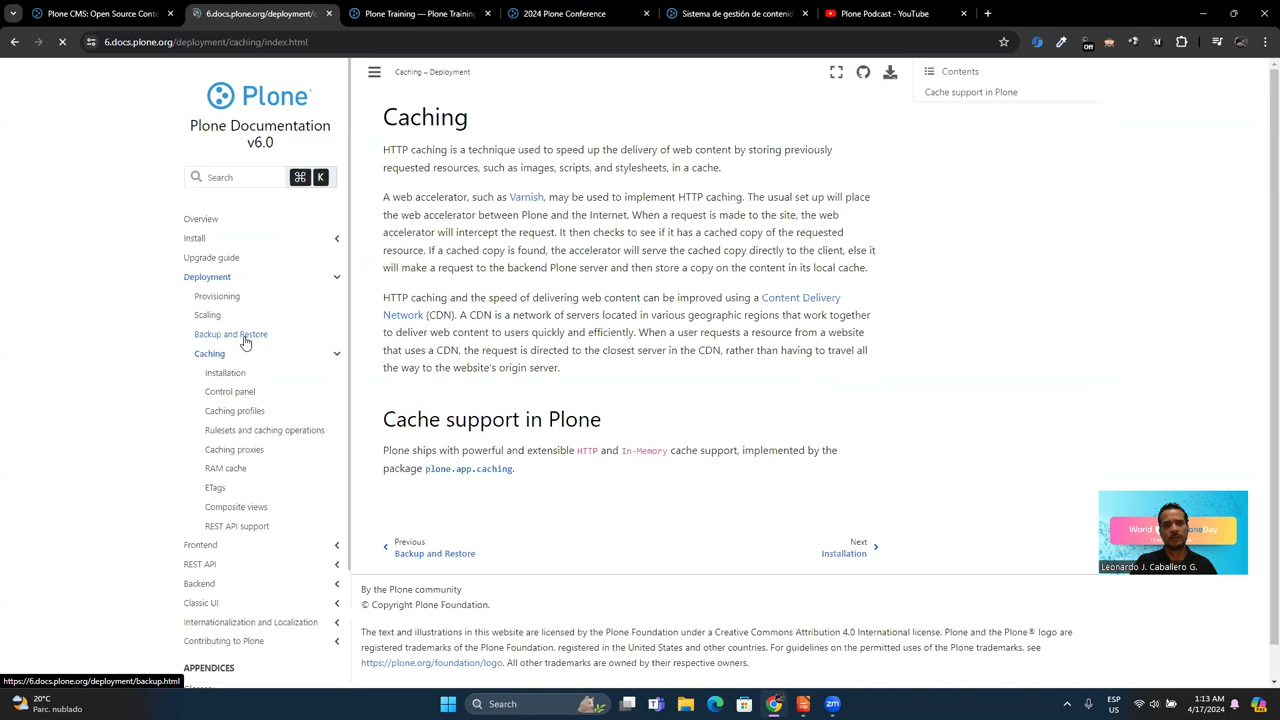 Plone CMS: Open Source Conten
6.docs.plone.org/deployment/c
Plone Training — Plone Training
2024 Plone Conference
Sistema de gestión de contenid
Plone Podcast - YouTube
6.docs.plone.org/deployment/caching/index.html
Off
Plone
Plone Documentation
v6.0
Search
K
Overview
Install
Upgrade guide
Deployment
Provisioning
Scaling
Backup and Restore
Caching
Installation
Control panel
Caching profiles
Rulesets and caching operations
Caching proxies
RAM cache
ETags
Composite views
REST API support
Frontend
REST API
Backend
Classic UI
Internationalization and Localization
Contributing to Plone
APPENDICES
https://6.docs.plone.org/deployment/backup.html
Caching – Deployment
Caching
HTTP caching is a technique used to speed up the delivery of web content by storing previously
requested resources, such as images, scripts, and stylesheets, in a cache.
A web accelerator, such as Varnish, may be used to implement HTTP caching. The usual set up will place
the web accelerator between Plone and the Internet. When a request is made to the site, the web
accelerator will intercept the request. It then checks to see if it has a cached copy of the requested
resource. If a cached copy is found, the accelerator will serve the cached copy directly to the client, else it
will make a request to the backend Plone server and then store a copy on the content in its local cache.
HTTP caching and the speed of delivering web content can be improved using a Content Delivery
Network (CDN). A CDN is a network of servers located in various geographic regions that work together
to deliver web content to users quickly and efficiently. When a user requests a resource from a website
that uses a CDN, the request is directed to the closest server in the CDN, rather than having to travel all
the way to the website's origin server.
Cache support in Plone
Plone ships with powerful and extensible HTTP and In-Memory cache support, implemented by the
package plone.app.caching.
Previous
Backup and Restore
Next
Installation
By the Plone community
© Copyright Plone Foundation.
The text and illustrations in this website are licensed by the Plone Foundation under a Creative Commons Attribution 4.0 International license. Plone and the Plone® logo are
registered trademarks of the Plone Foundation, registered in the United States and other countries. For guidelines on the permitted uses of the Plone trademarks, see
https://plone.org/foundation/logo. All other trademarks are owned by their respective owners.
Contents
Cache support in Plone
World
oneDay
Leonardo J. Caballero G.
20°C
Parc. nublado
Search
ESP
US
1:13 AM
4/17/2024